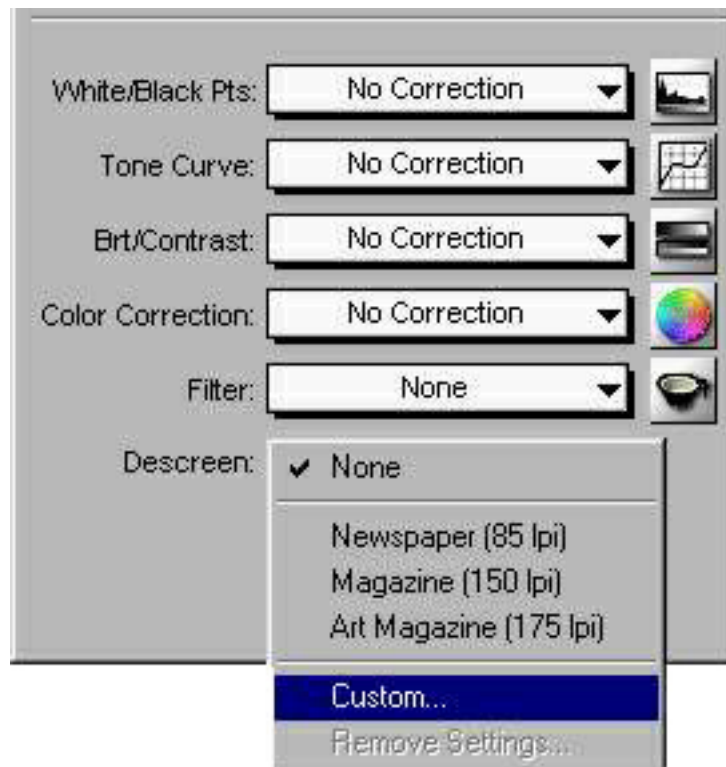 White/Black Pts: No Correction
Tone Curve: No Correction
Brt/Contrast: No Correction
Color Correction: No Correction
Filter: None
Descreen: ✔ None
Newspaper (85 lpi)
Magazine (150 lpi)
Art Magazine (175 lpi)
Custom...
Remove Settings...